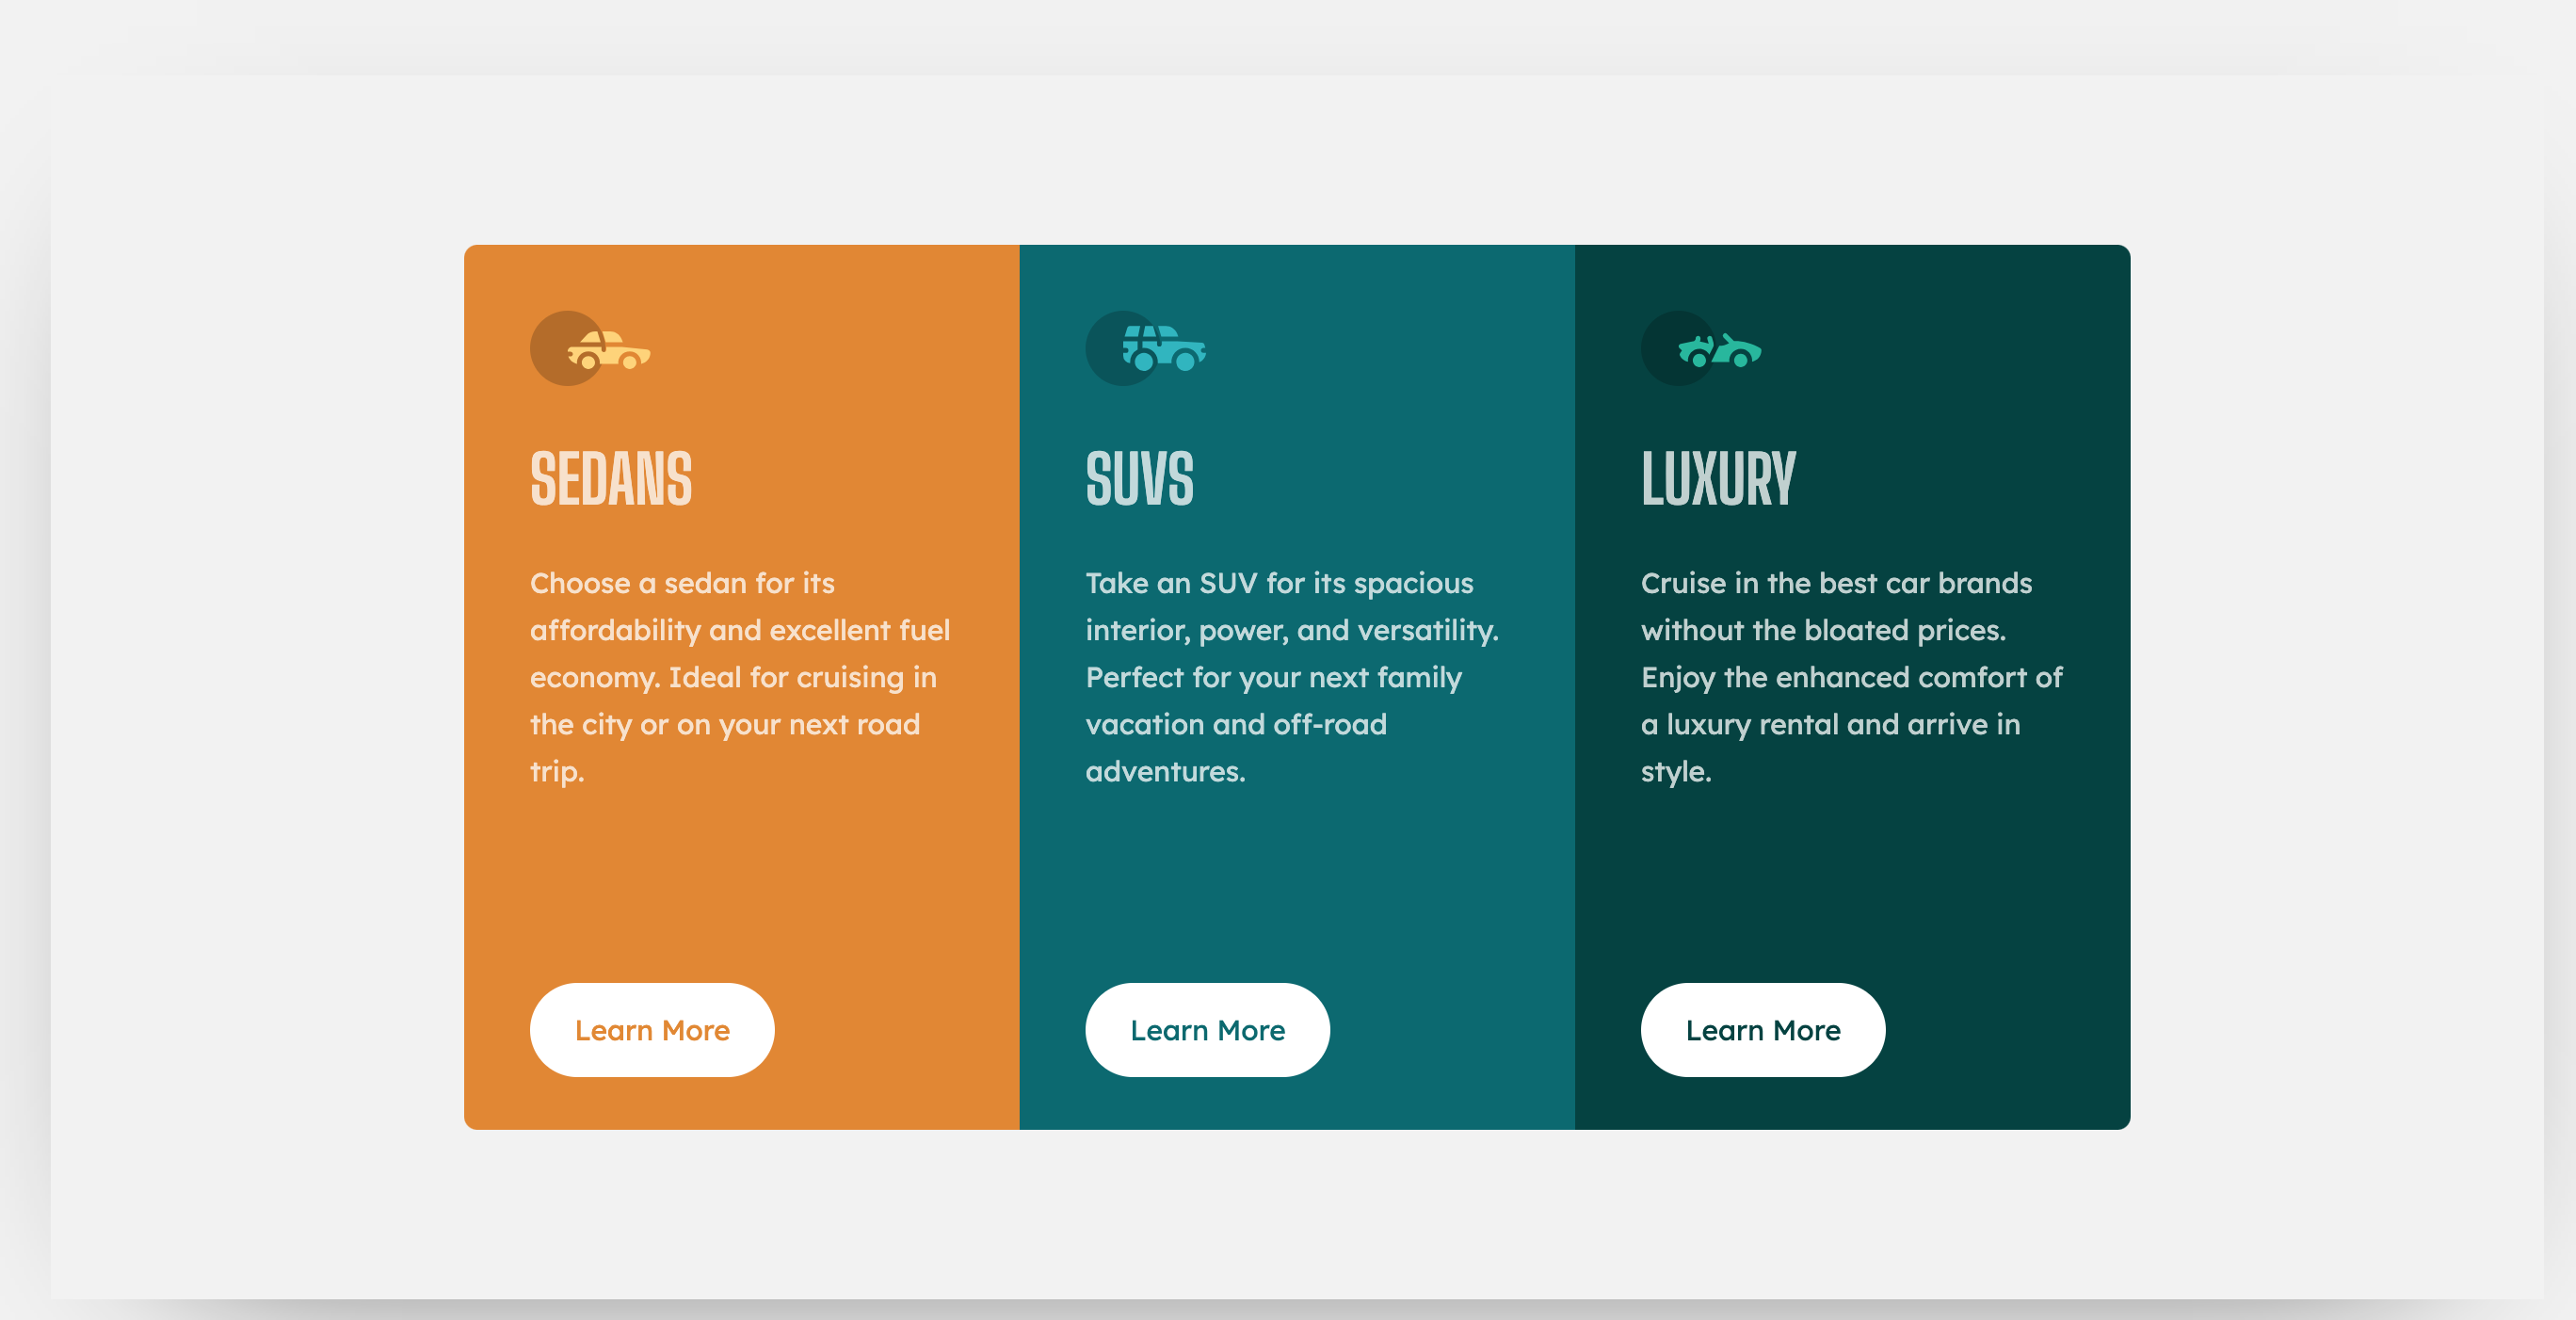 SEDANS
Choose a sedan for its
affordability and excellent fuel
economy. Ideal for cruising in
the city or on your next road
trip.
Learn More
SUVS
Take an SUV for its spacious
interior, power, and versatility.
Perfect for your next family
vacation and off-road
adventures.
Learn More
LUXURY
Cruise in the best car brands
without the bloated prices.
Enjoy the enhanced comfort of
a luxury rental and arrive in
style.
Learn More